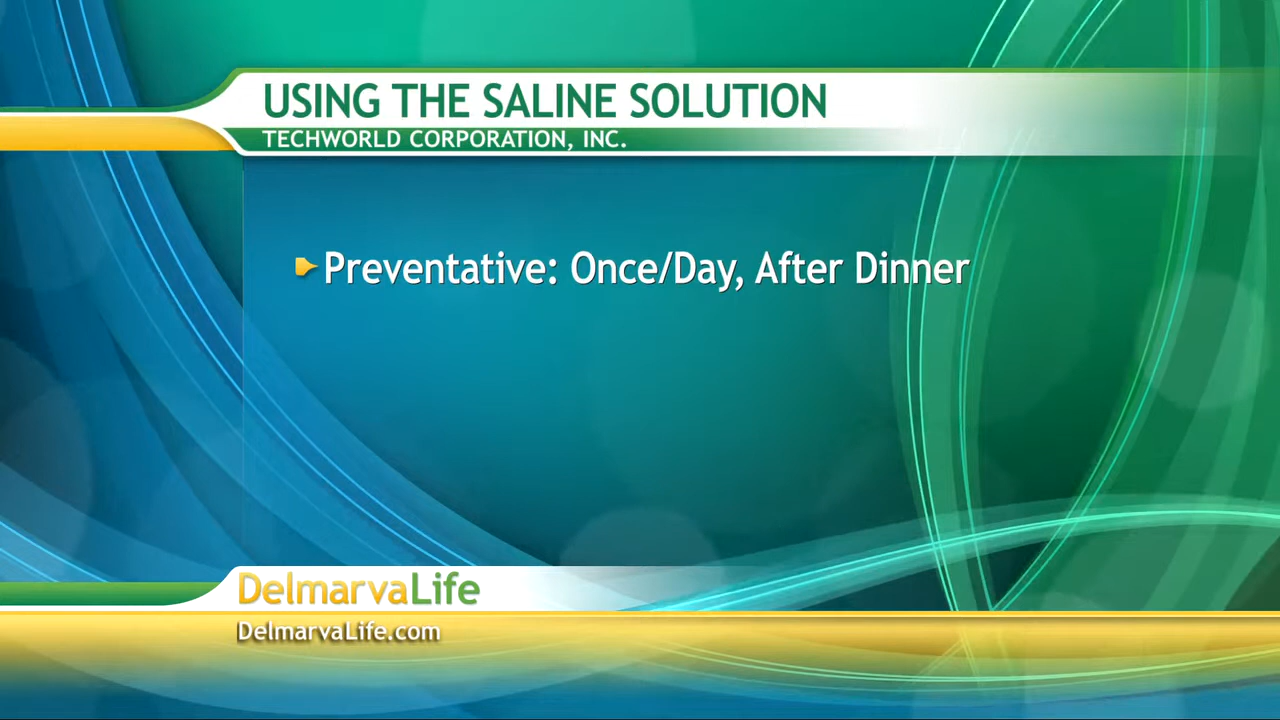 USING THE SALINE SOLUTION
TECHWORLD CORPORATION, INC.
Preventative: Once/Day, After Dinner
DelmarvaLife
DelmarvaLife.com